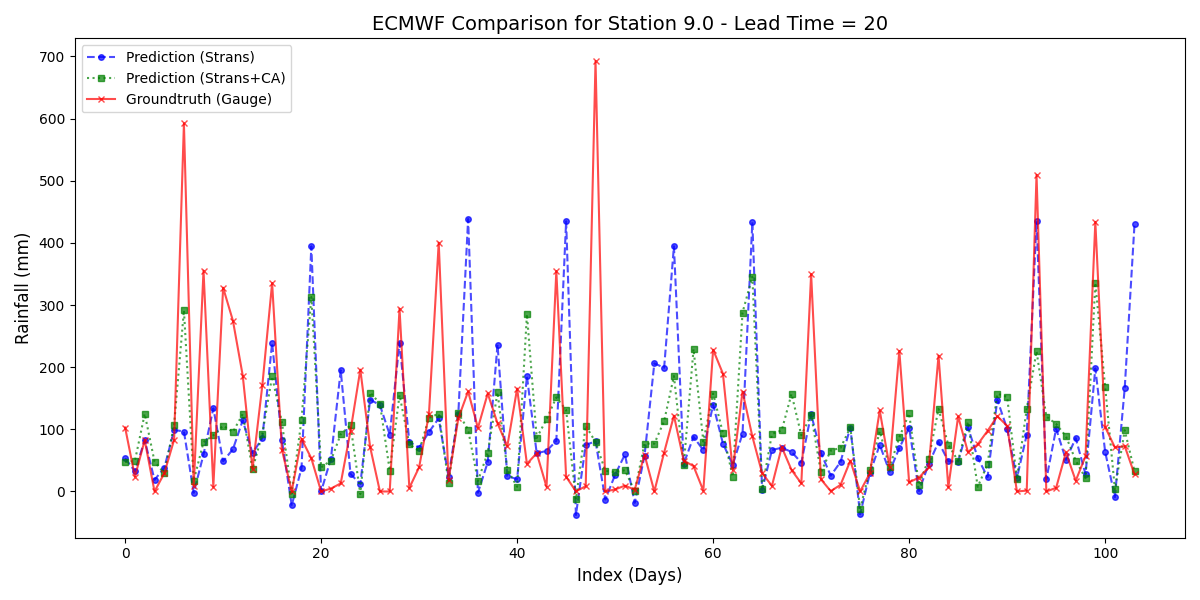 ECMWF Comparison for Station 9.0 - Lead Time = 20
Prediction (Strans)
Prediction (Strans+CA)
Groundtruth (Gauge)
Rainfall (mm)
700
600
500
400
300
200
100
0
0 20 40 60 80 100
Index (Days)